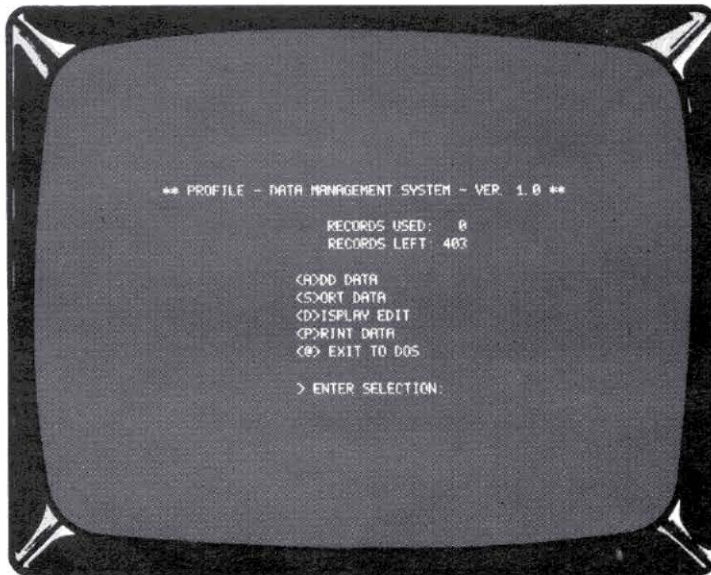 ** PROFILE - DATA MANAGEMENT SYSTEM - VER. 1.0 **
RECORDS USED: 0
RECORDS LEFT: 403
<A>DD DATA
<S>ORT DATA
<D>ISPLAY EDIT
<P>RINT DATA
<@> EXIT TO DOS
> ENTER SELECTION: